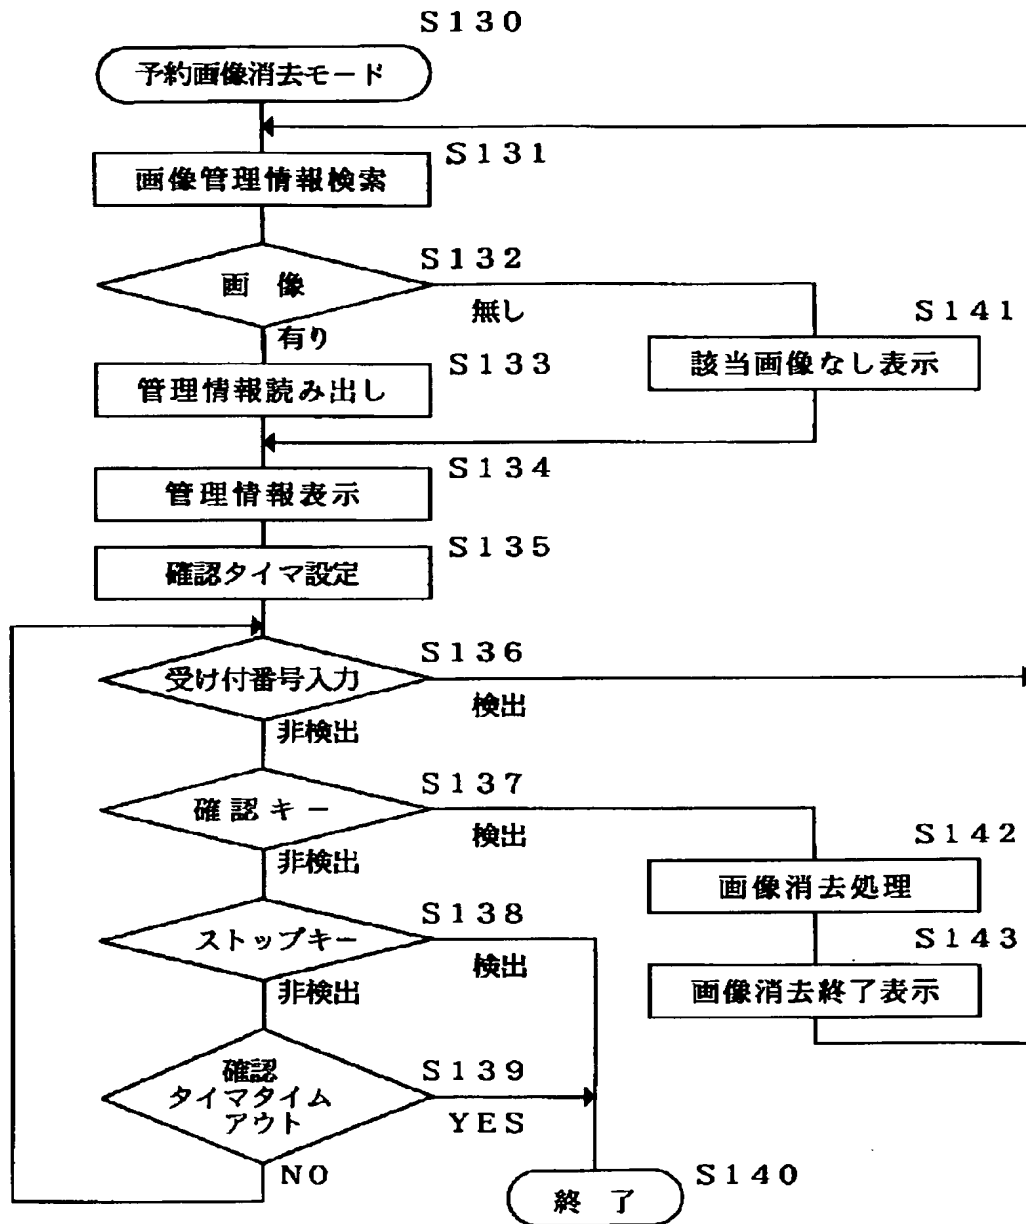 S130
予約画像消去モード
S131
画像管理情報検索
S132
画像
無し
有り
S141
該当画像なし表示
S133
管理情報読み出し
S134
管理情報表示
S135
確認タイマ設定
S136
受け付番号入力
検出
非検出
S137
確認キー
検出
非検出
S142
画像消去処理
S138
ストップキー
検出
非検出
S143
画像消去終了表示
S139
確認
タイマタイム
アウト
YES
NO
S140
終了